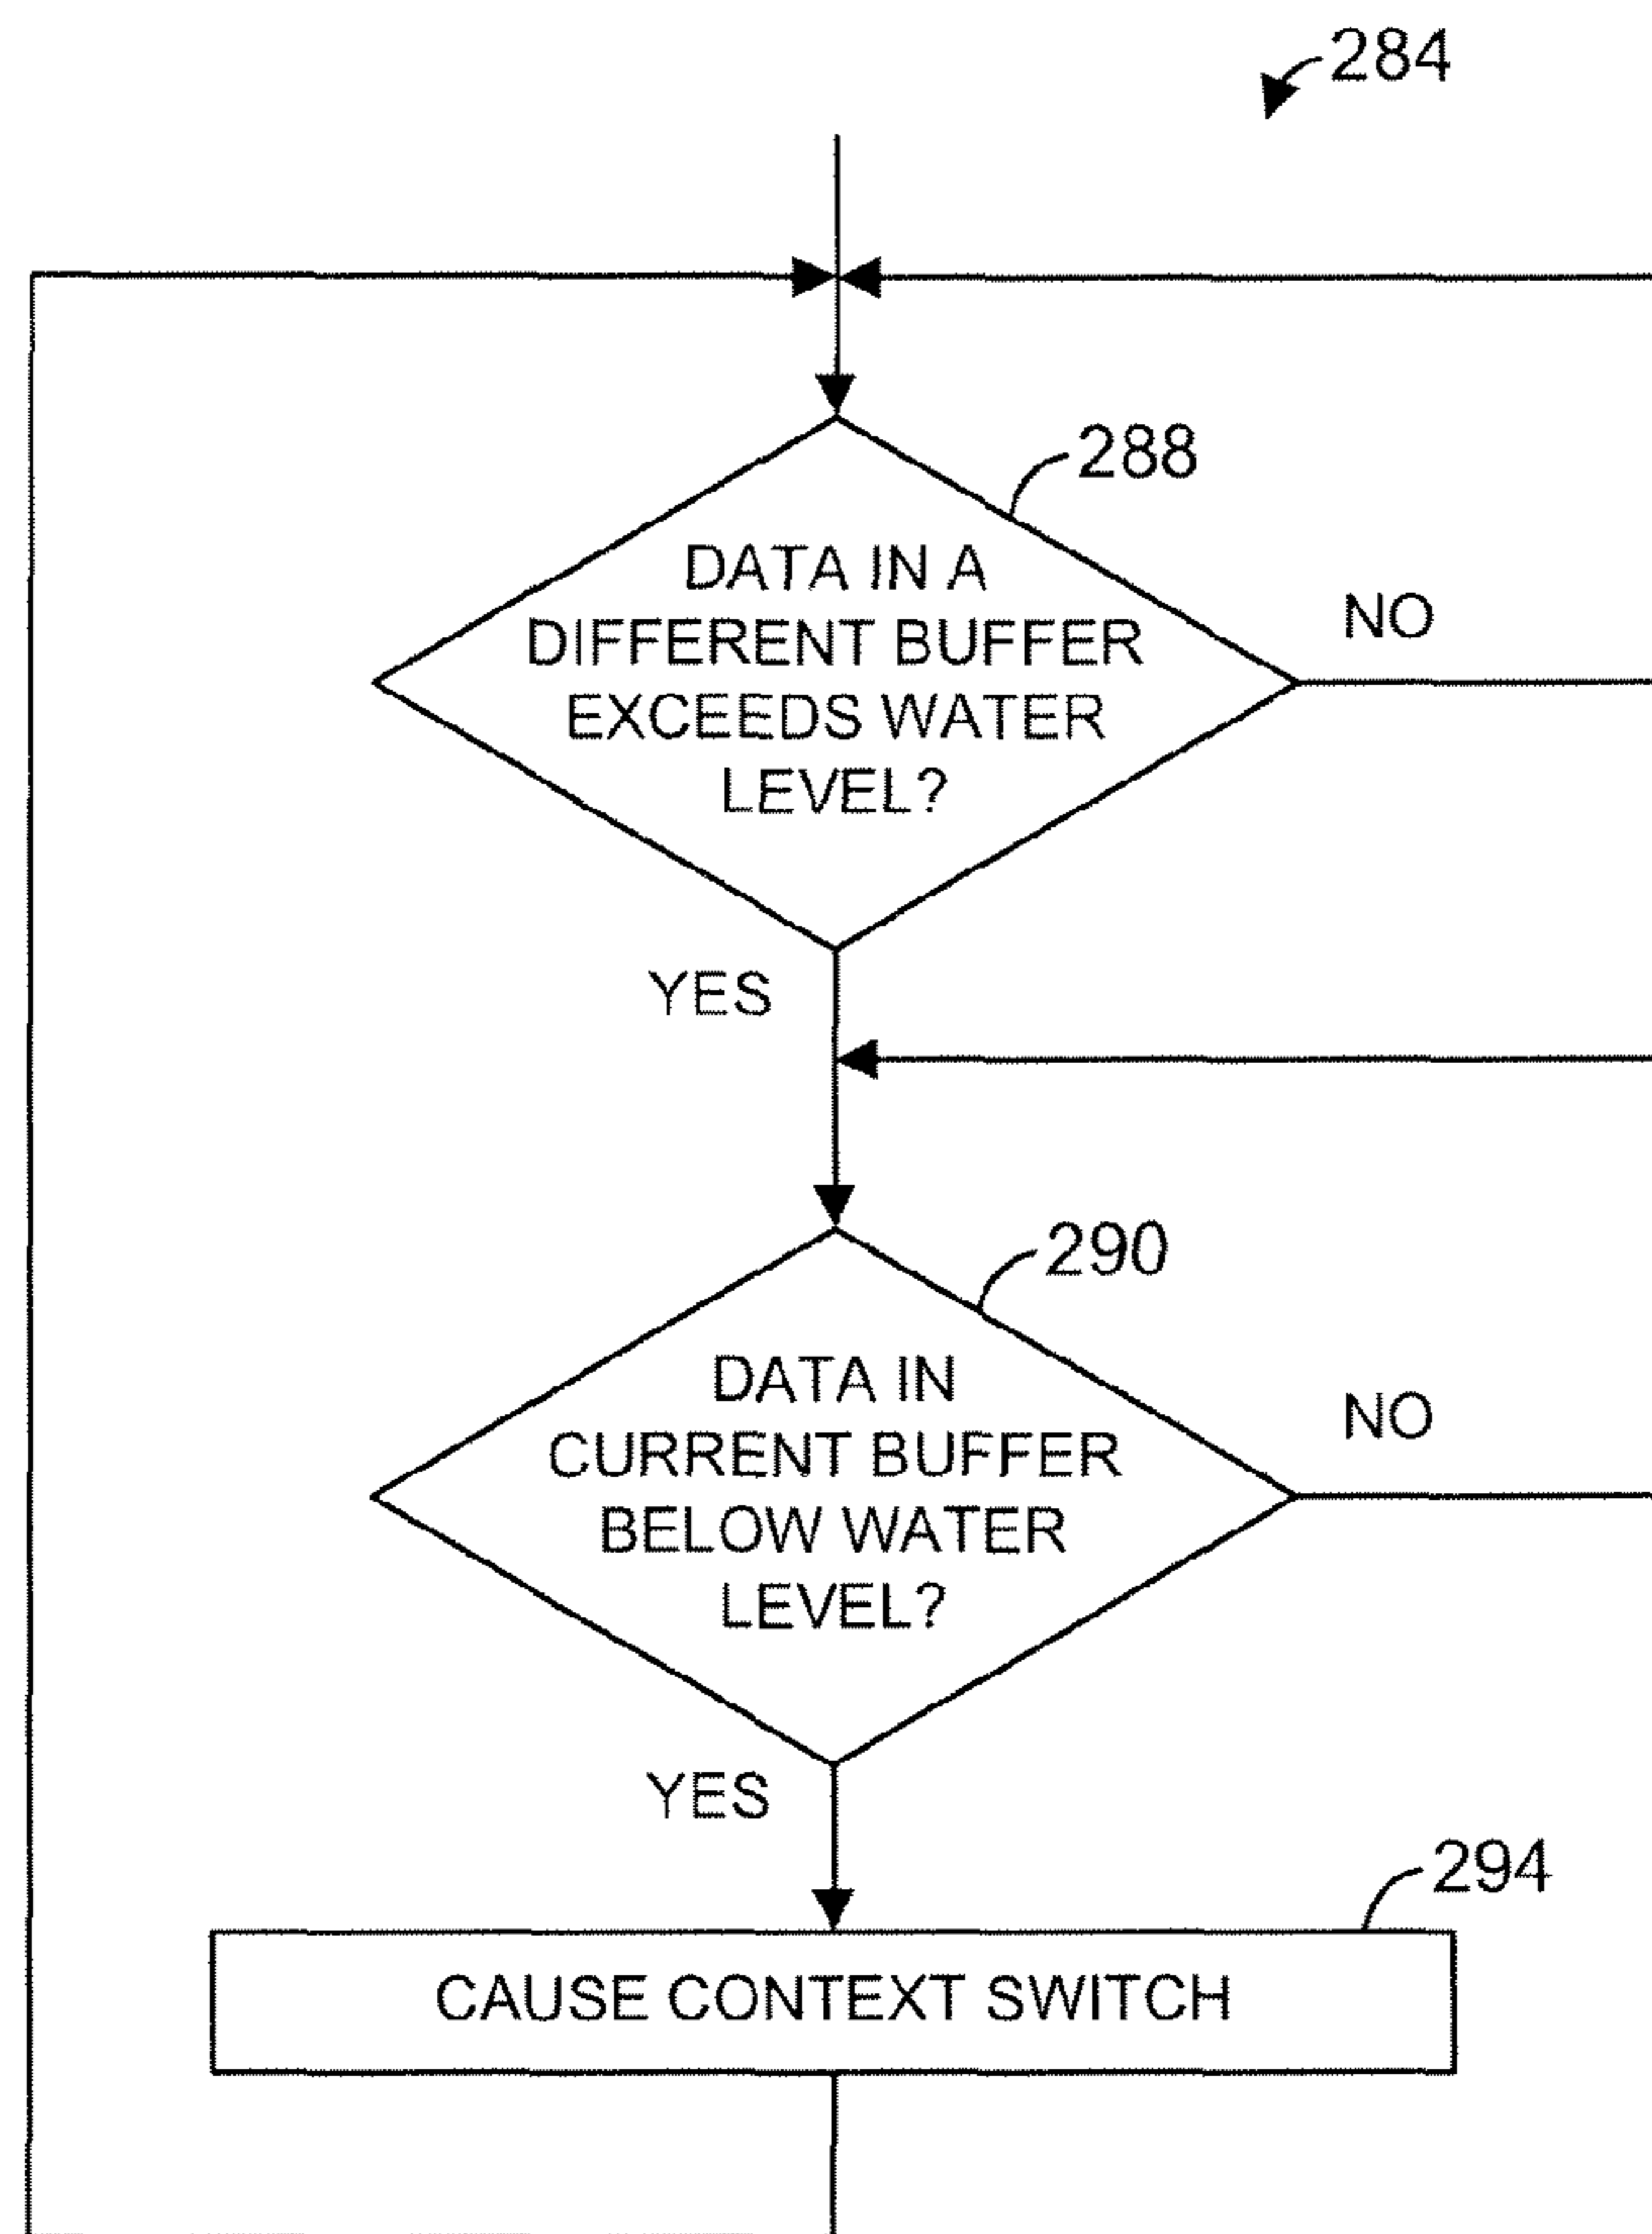 284
288
DATA IN A
DIFFERENT BUFFER
EXCEEDS WATER
LEVEL?
NO
YES
290
DATA IN
CURRENT BUFFER
BELOW WATER
LEVEL?
NO
YES
294
CAUSE CONTEXT SWITCH